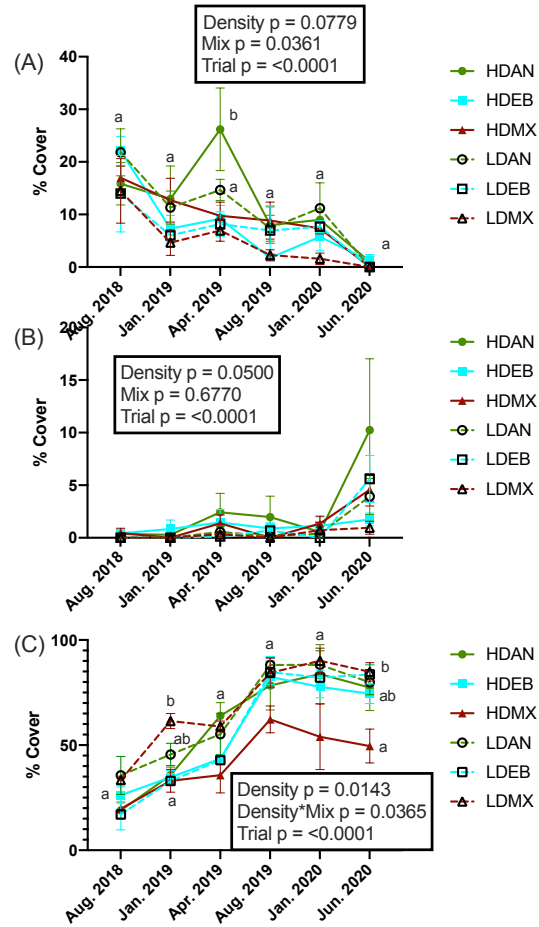 Density p = 0.0779
Mix p = 0.0361
Trial p = <0.0001
(A)
% Cover
40
30
20
10
0
a
a
b
a
a
a
a
Aug. 2018
Jan. 2019
Apr. 2019
Aug. 2019
Jan. 2020
Jun. 2020
HDAN
HDEB
HDMX
LDAN
LDEB
LDMX
(B)
% Cover
20
15
10
5
0
Density p = 0.0500
Mix p = 0.6770
Trial p = <0.0001
Aug. 2018
Jan. 2019
Apr. 2019
Aug. 2019
Jan. 2020
Jun. 2020
HDAN
HDEB
HDMX
LDAN
LDEB
LDMX
(C)
% Cover
100
50
0
a
b
ab
a
a
a
a
b
ab
a
Density p = 0.0143
Density*Mix p = 0.0365
Trial p = <0.0001
Aug. 2018
Jan. 2019
Apr. 2019
Aug. 2019
Jan. 2020
Jun. 2020
HDAN
HDEB
HDMX
LDAN
LDEB
LDMX